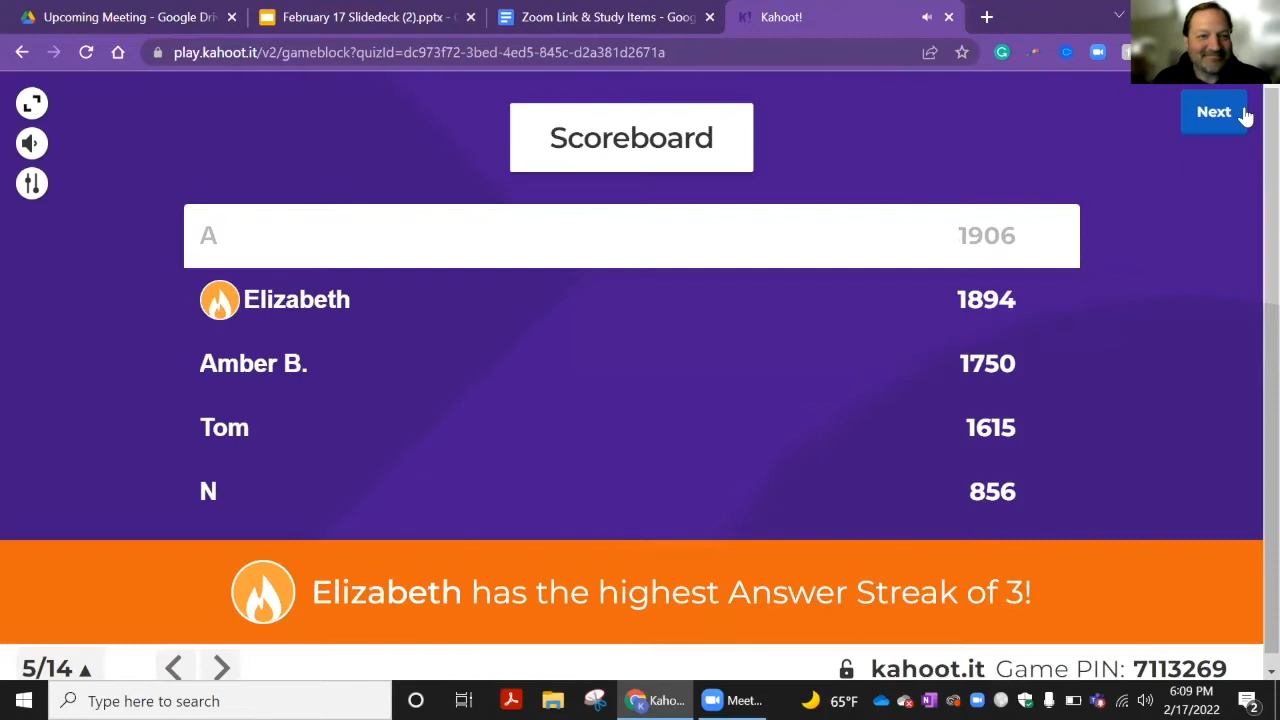 Upcoming Meeting - Google Dri
February 17 Slidedeck (2).pptx - G
Zoom Link & Study Items - Goog
K! Kahoot!
play.kahoot.it/v2/gameblock?quizId=dc973f72-3bed-4ed5-845c-d2a381d2671a
Next
Scoreboard
A 1906
Elizabeth 1894
Amber B. 1750
Tom 1615
N 856
Elizabeth has the highest Answer Streak of 3!
5/14
kahoot.it Game PIN: 7113269
Type here to search
Kaho...
Meet...
65°F
6:09 PM
2/17/2022
2